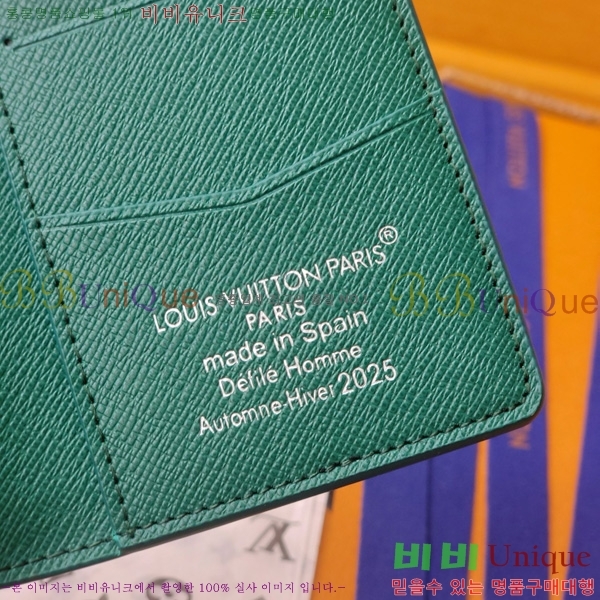 비비유니크
LOUIS VUITTON PARIS®
PARIS
made in Spain
Défilé Homme
Automne-Hiver 2025
BBUniQue
BBUniQue
비비 Unique
믿을수 있는 명품구매대행
본 이미지는 비비유니크에서 촬영한 100% 실사 이미지 입니다.